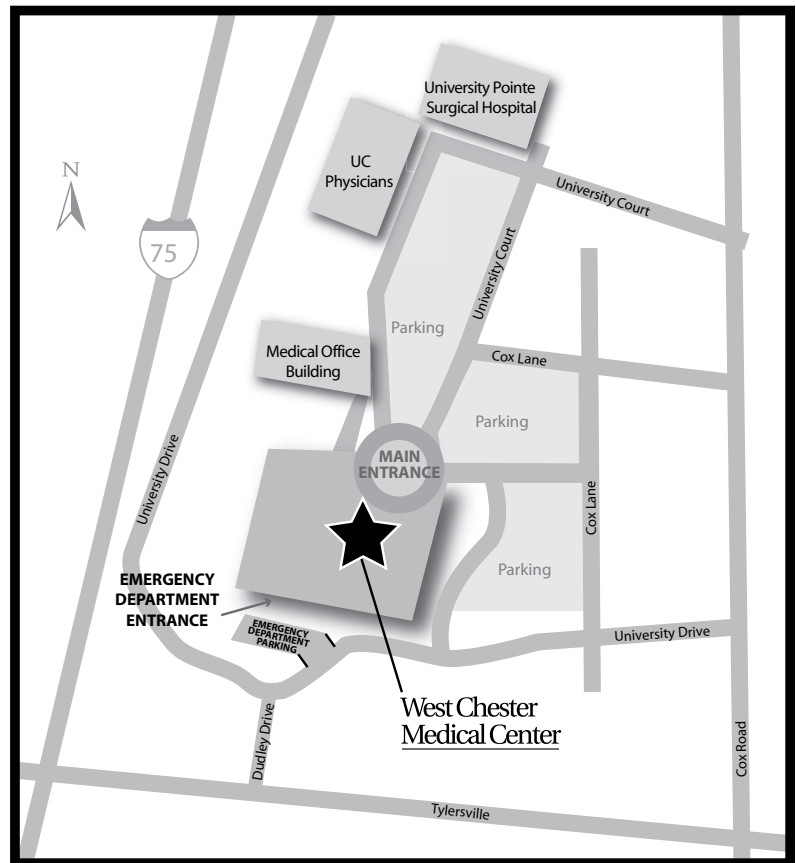 University Pointe
Surgical Hospital
UC
Physicians
N
University Court
75
University Court
Parking
Medical Office
Building
Cox Lane
Parking
University Drive
MAIN
ENTRANCE
Cox Lane
Parking
EMERGENCY
DEPARTMENT
ENTRANCE
EMERGENCY
DEPARTMENT
PARKING
University Drive
West Chester
Medical Center
Dudley Drive
Cox Road
Tylersville